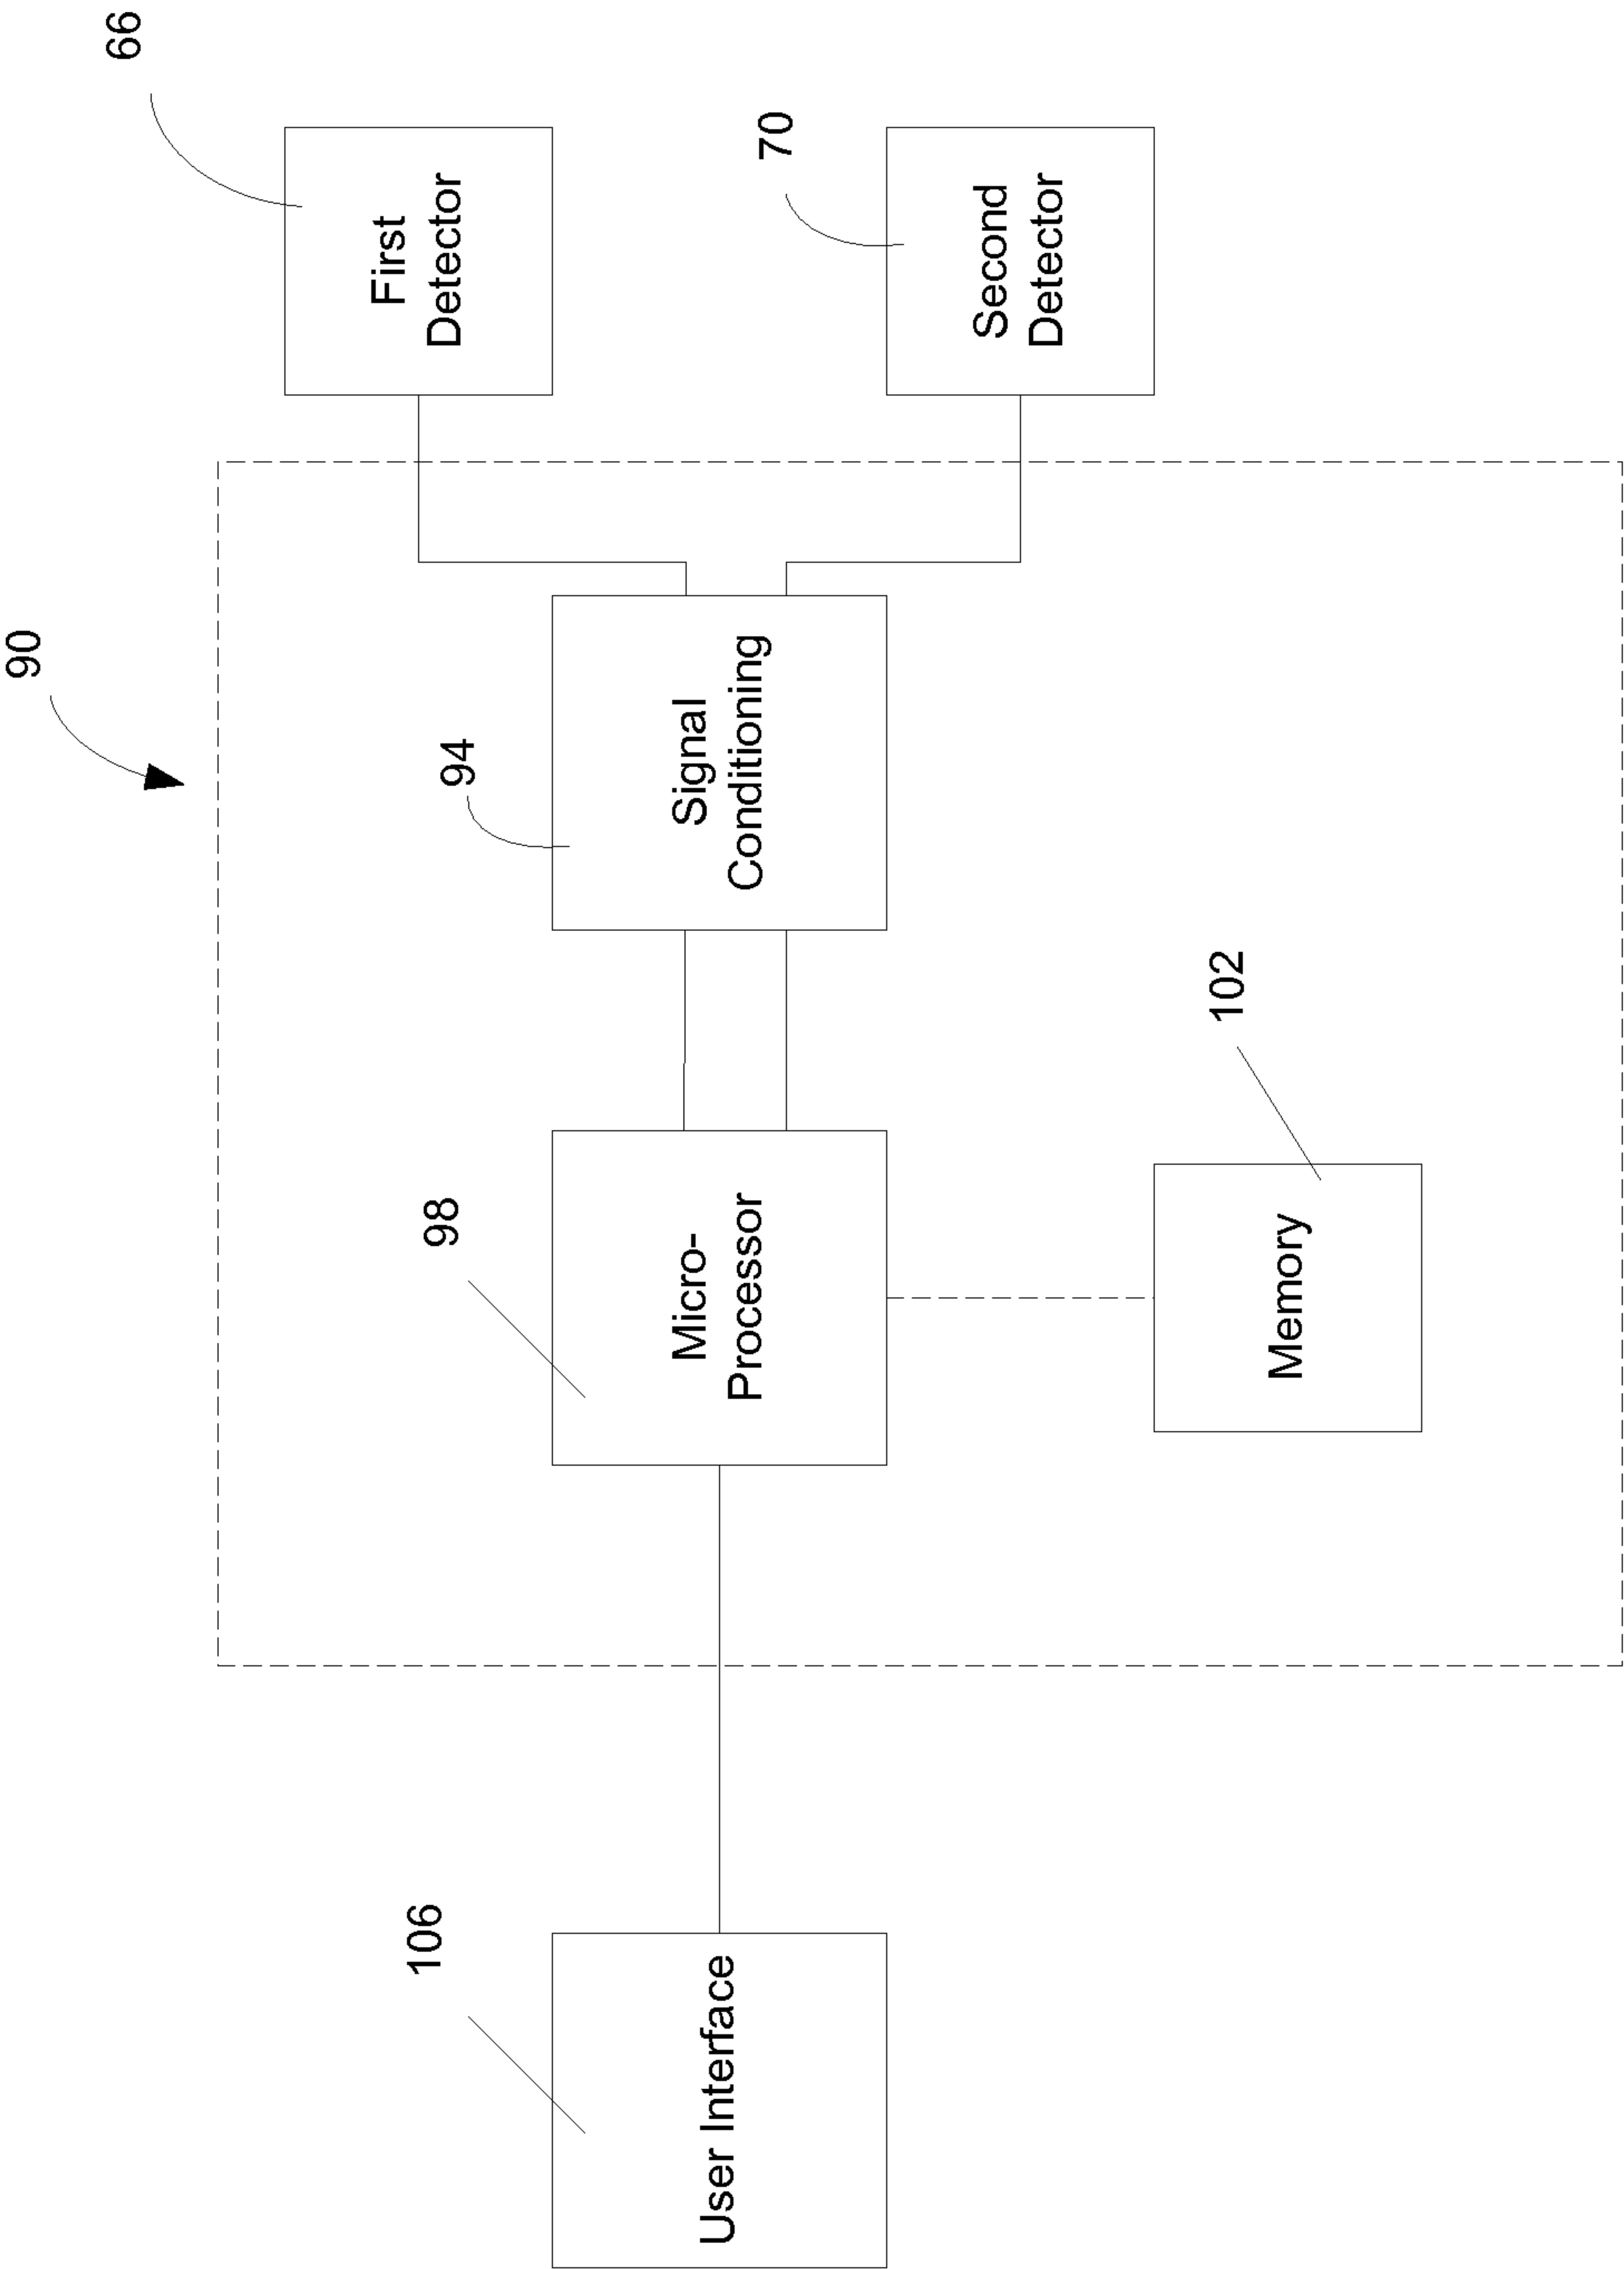 90
66
First
Detector
106
98
94
User Interface
Micro-
Processor
Signal
Conditioning
70
Second
Detector
102
Memory